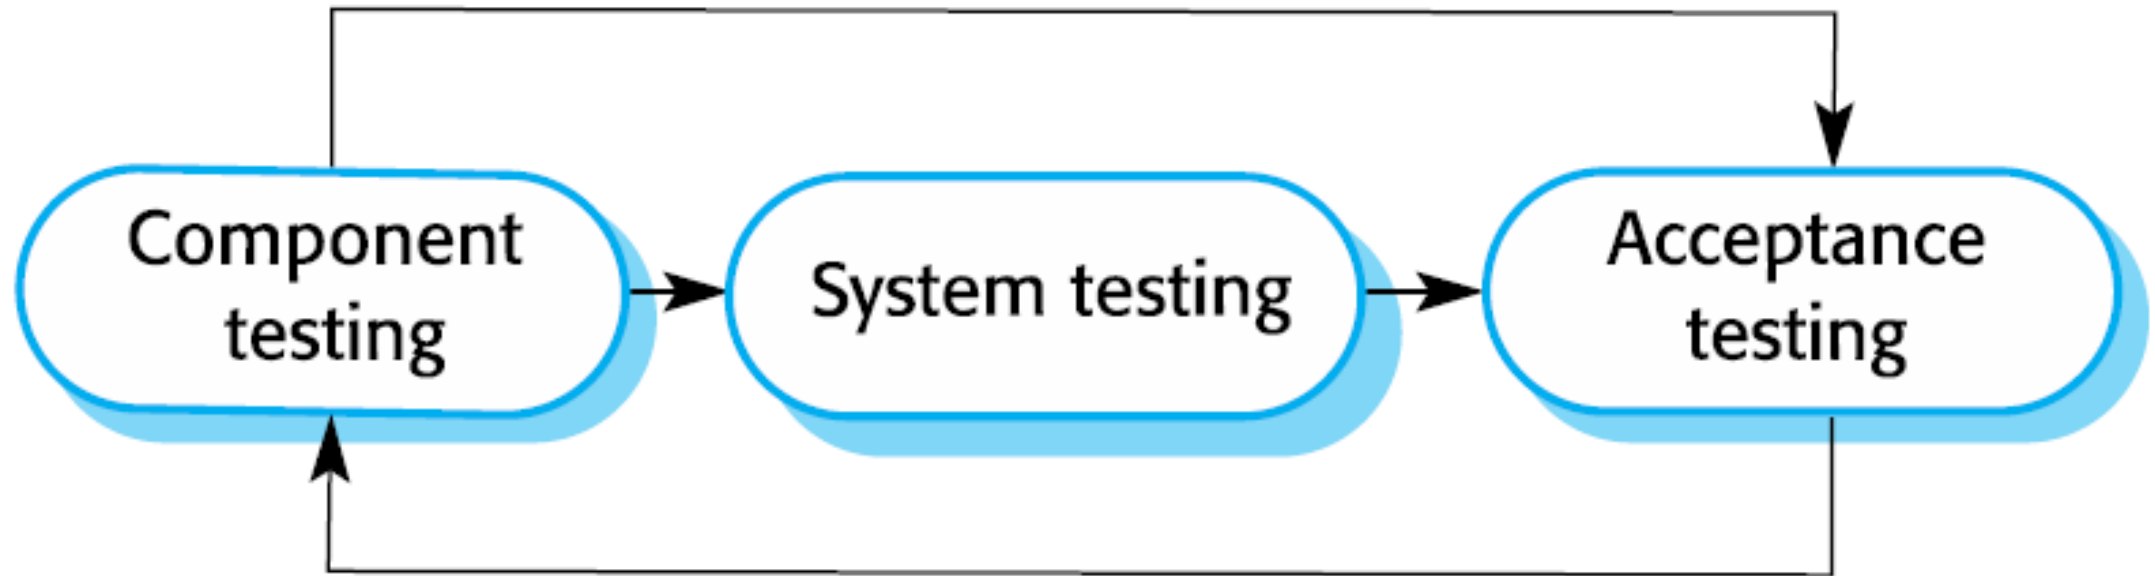 Component
testing
System testing
Acceptance
testing